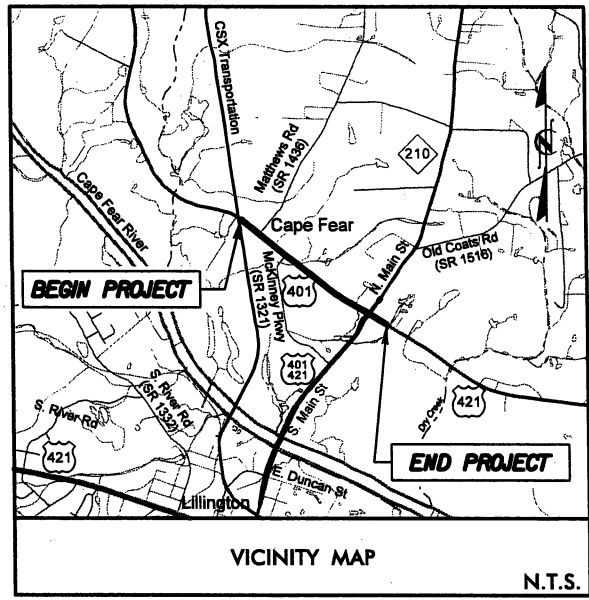 CSX Transportation
Matthews Rd
(SR 1436)
210
Cape Fear River
Cape Fear
N. Main St
Old Coats Rd
(SR 1516)
BEGIN PROJECT
McKinney Pkwy
(SR 1321)
401
401
421
S. River Rd
(SR 1332)
S. River Rd
S. Main St
Dry Creek
421
421
END PROJECT
E. Duncan St
Lillington
VICINITY MAP
N.T.S.